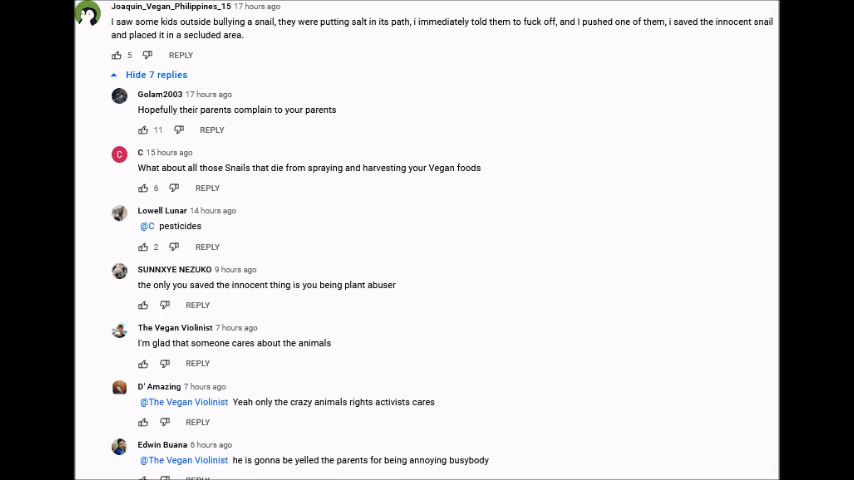 Joaquin_Vegan_Philippines_15 17 hours ago
I saw some kids outside bullying a snail, they were putting salt in its path, i immediately told them to fuck off, and I pushed one of them, i saved the innocent snail
and placed it in a secluded area.
5 REPLY
Hide 7 replies
Golam2003 17 hours ago
Hopefully their parents complain to your parents
11 REPLY
C
C 15 hours ago
What about all those Snails that die from spraying and harvesting your Vegan foods
6 REPLY
Lowell Lunar 14 hours ago
@C pesticides
2 REPLY
SUNNXYE NEZUKO 9 hours ago
the only you saved the innocent thing is you being plant abuser
REPLY
The Vegan Violinist 7 hours ago
I'm glad that someone cares about the animals
REPLY
D' Amazing 7 hours ago
@The Vegan Violinist Yeah only the crazy animals rights activists cares
REPLY
Edwin Buana 6 hours ago
@The Vegan Violinist he is gonna be yelled the parents for being annoying busybody
REPLY